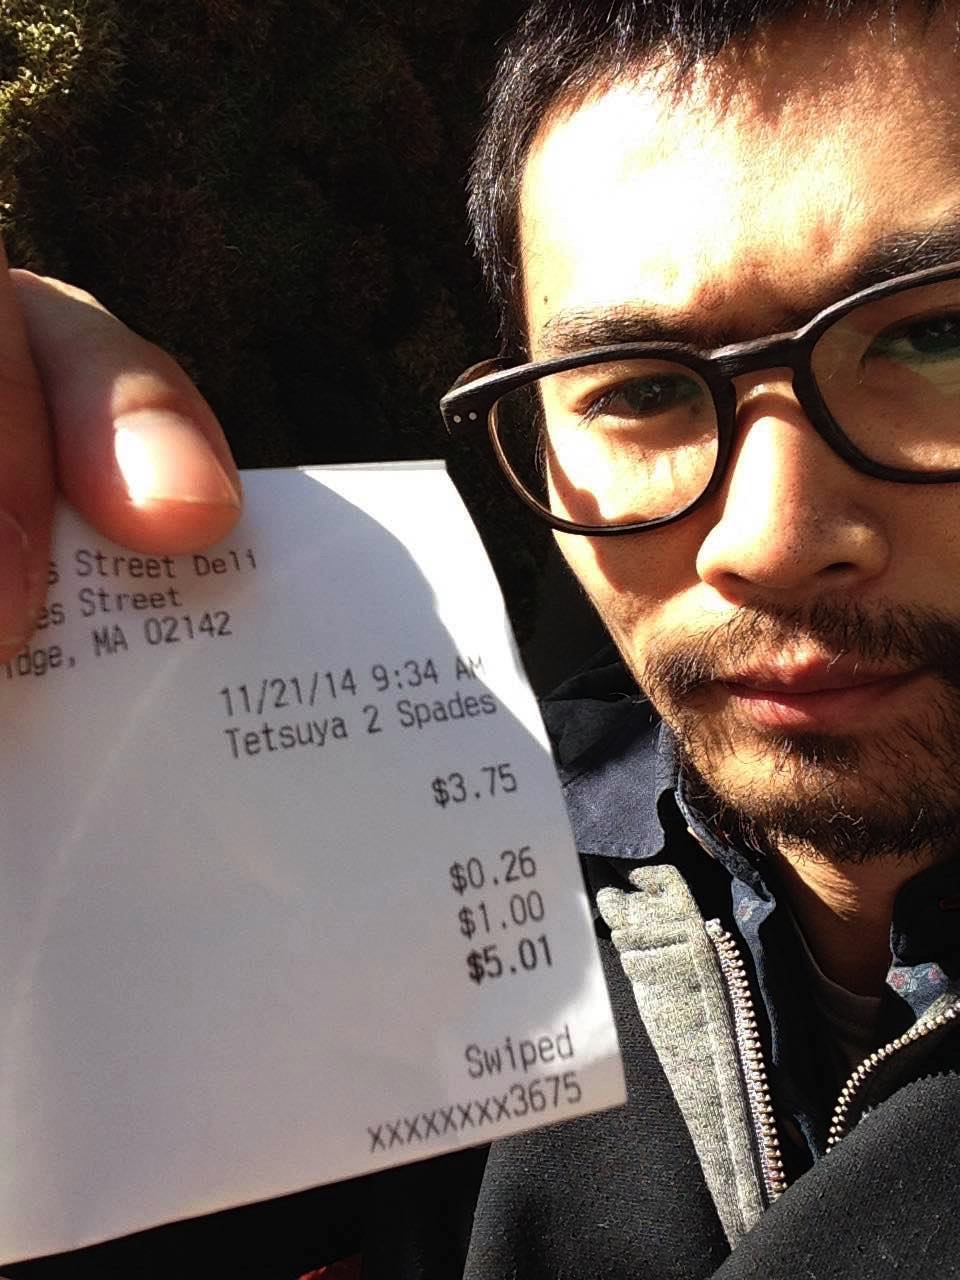 s Street Deli
es Street
idge, MA 02142
11/21/14 9:34 AM
Tetsuya 2 Spades
$3.75
$0.26
$1.00
$5.01
Swiped
xxxxxxxx3675